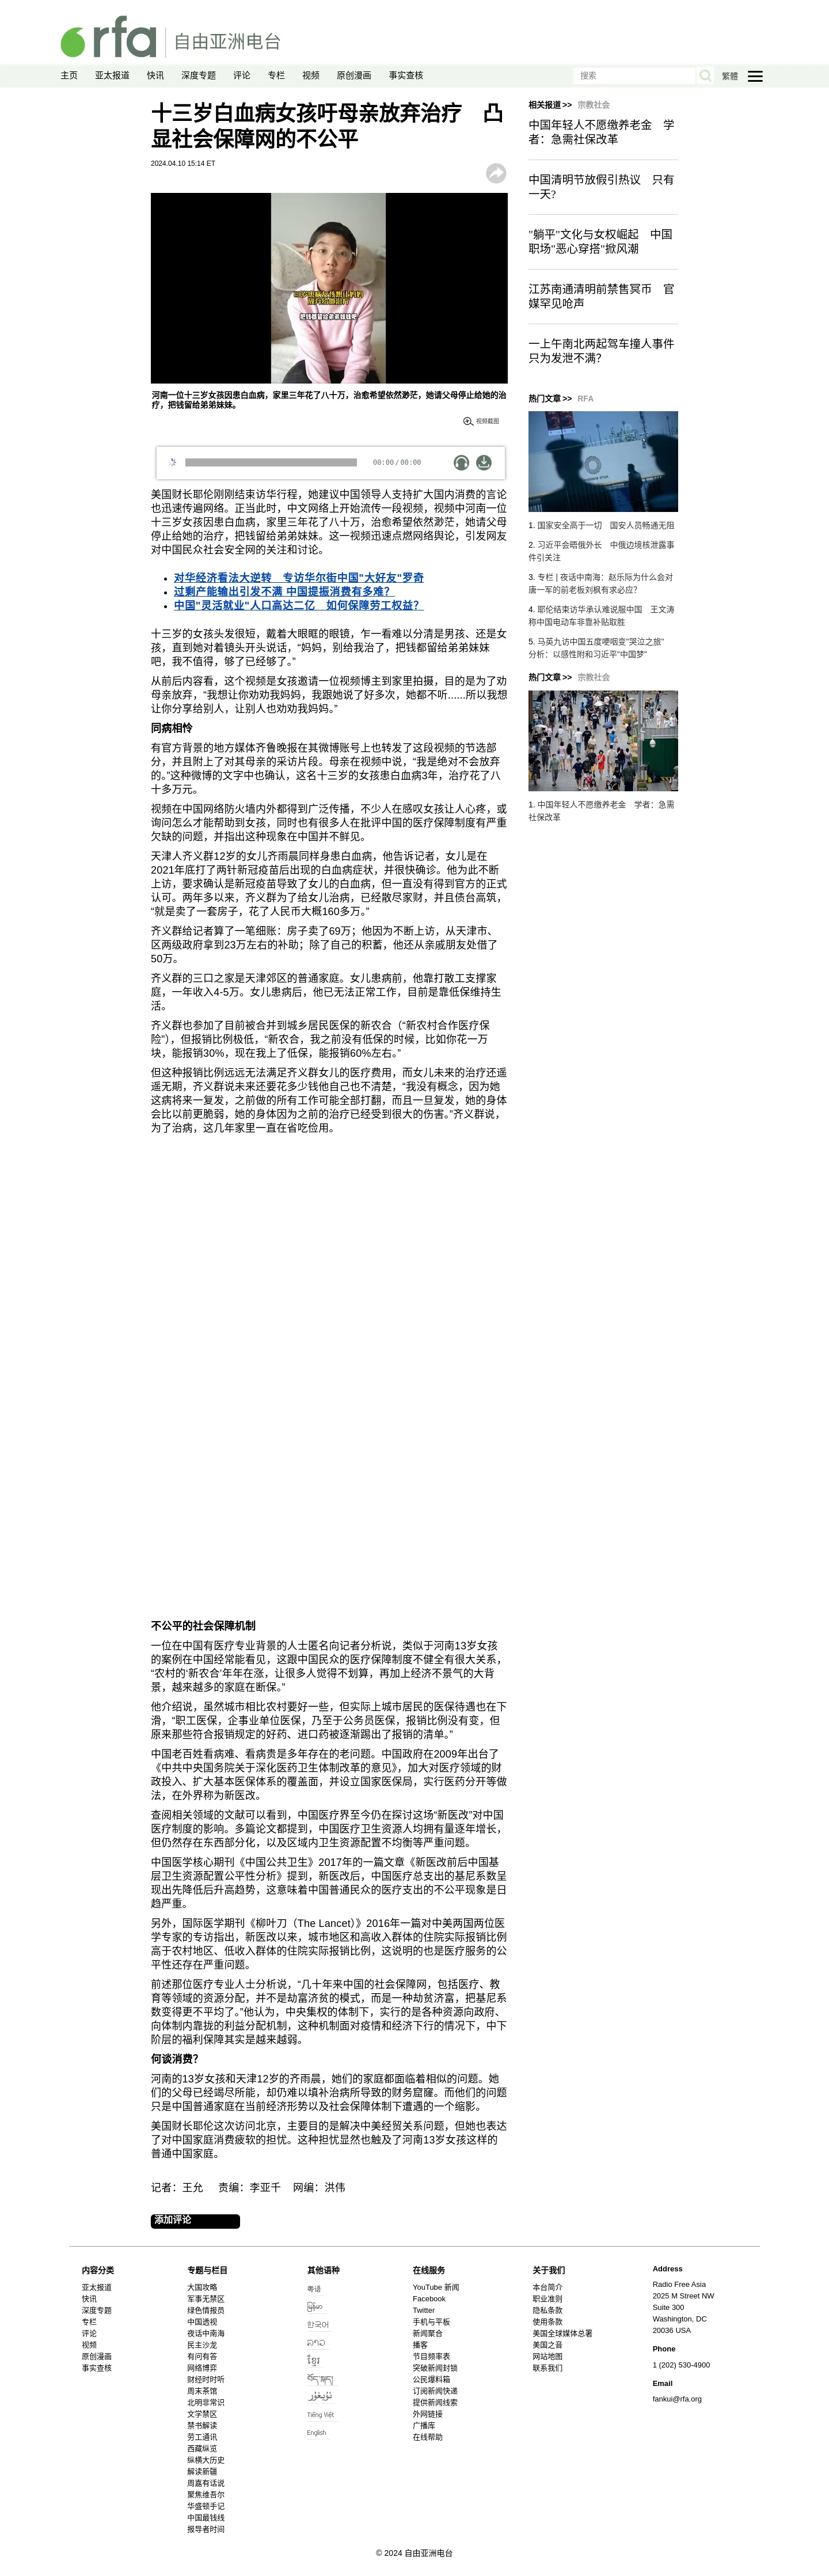 rfa 自由亚洲电台
主页 亚太报道 快讯 深度专题 评论 专栏 视频 原创漫画 事实查核 搜索 繁體
十三岁白血病女孩吁母亲放弃治疗　凸
显社会保障网的不公平
2024.04.10 15:14 ET
把钱都留给弟弟妹妹吧
河南一位十三岁女孩因患白血病，家里三年花了八十万，治愈希望依然渺茫，她请父母停止给她的治
疗，把钱留给弟弟妹妹。
视频截图
00:00/00:00
美国财长耶伦刚刚结束访华行程，她建议中国领导人支持扩大国内消费的言论
也迅速传遍网络。正当此时，中文网络上开始流传一段视频，视频中河南一位
十三岁女孩因患白血病，家里三年花了八十万，治愈希望依然渺茫，她请父母
停止给她的治疗，把钱留给弟弟妹妹。这一视频迅速点燃网络舆论，引发网友
对中国民众社会安全网的关注和讨论。
对华经济看法大逆转　专访华尔街中国"大好友"罗奇
过剩产能输出引发不满 中国提振消费有多难？
中国"灵活就业"人口高达二亿　如何保障劳工权益？
十三岁的女孩头发很短，戴着大眼眶的眼镜，乍一看难以分清是男孩、还是女
孩，直到她对着镜头开头说话，“妈妈，别给我治了，把钱都留给弟弟妹妹
吧，我不值得，够了已经够了。”
从前后内容看，这个视频是女孩邀请一位视频博主到家里拍摄，目的是为了劝
母亲放弃，“我想让你劝劝我妈妈，我跟她说了好多次，她都不听……所以我想
让你分享给别人，让别人也劝劝我妈妈。”
同病相怜
有官方背景的地方媒体齐鲁晚报在其微博账号上也转发了这段视频的节选部
分，并且附上了对其母亲的采访片段。母亲在视频中说，“我是绝对不会放弃
的。”这种微博的文字中也确认，这名十三岁的女孩患白血病3年，治疗花了八
十多万元。
视频在中国网络防火墙内外都得到广泛传播，不少人在感叹女孩让人心疼，或
询问怎么才能帮助到女孩，同时也有很多人在批评中国的医疗保障制度有严重
欠缺的问题，并指出这种现象在中国并不鲜见。
天津人齐义群12岁的女儿齐雨晨同样身患白血病，他告诉记者，女儿是在
2021年底打了两针新冠疫苗后出现的白血病症状，并很快确诊。他为此不断
上访，要求确认是新冠疫苗导致了女儿的白血病，但一直没有得到官方的正式
认可。两年多以来，齐义群为了给女儿治病，已经散尽家财，并且债台高筑，
“就是卖了一套房子，花了人民币大概160多万。”
齐义群给记者算了一笔细账：房子卖了69万；他因为不断上访，从天津市、
区两级政府拿到23万左右的补助；除了自己的积蓄，他还从亲戚朋友处借了
50万。
齐义群的三口之家是天津郊区的普通家庭。女儿患病前，他靠打散工支撑家
庭，一年收入4-5万。女儿患病后，他已无法正常工作，目前是靠低保维持生
活。
齐义群也参加了目前被合并到城乡居民医保的新农合（“新农村合作医疗保
险”），但报销比例极低，“新农合，我之前没有低保的时候，比如你花一万
块，能报销30%，现在我上了低保，能报销60%左右。”
但这种报销比例远远无法满足齐义群女儿的医疗费用，而女儿未来的治疗还遥
遥无期，齐义群说未来还要花多少钱他自己也不清楚，“我没有概念，因为她
这病将来一复发，之前做的所有工作可能全部打翻，而且一旦复发，她的身体
会比以前更脆弱，她的身体因为之前的治疗已经受到很大的伤害。”齐义群说，
为了治病，这几年家里一直在省吃俭用。
不公平的社会保障机制
一位在中国有医疗专业背景的人士匿名向记者分析说，类似于河南13岁女孩
的案例在中国经常能看见，这跟中国民众的医疗保障制度不健全有很大关系，
“农村的‘新农合’年年在涨，让很多人觉得不划算，再加上经济不景气的大背
景，越来越多的家庭在断保。”
他介绍说，虽然城市相比农村要好一些，但实际上城市居民的医保待遇也在下
滑，“职工医保，企事业单位医保，乃至于公务员医保，报销比例没有变，但
原来那些符合报销规定的好药、进口药被逐渐踢出了报销的清单。”
中国老百姓看病难、看病贵是多年存在的老问题。中国政府在2009年出台了
《中共中央国务院关于深化医药卫生体制改革的意见》，加大对医疗领域的财
政投入、扩大基本医保体系的覆盖面，并设立国家医保局，实行医药分开等做
法，在外界称为新医改。
查阅相关领域的文献可以看到，中国医疗界至今仍在探讨这场“新医改”对中国
医疗制度的影响。多篇论文都提到，中国医疗卫生资源人均拥有量逐年增长，
但仍然存在东西部分化，以及区域内卫生资源配置不均衡等严重问题。
中国医学核心期刊《中国公共卫生》2017年的一篇文章《新医改前后中国基
层卫生资源配置公平性分析》提到，新医改后，中国医疗总支出的基尼系数呈
现出先降低后升高趋势，这意味着中国普通民众的医疗支出的不公平现象是日
趋严重。
另外，国际医学期刊《柳叶刀（The Lancet）》2016年一篇对中美两国两位医
学专家的专访指出，新医改以来，城市地区和高收入群体的住院实际报销比例
高于农村地区、低收入群体的住院实际报销比例，这说明的也是医疗服务的公
平性还存在严重问题。
前述那位医疗专业人士分析说，“几十年来中国的社会保障网，包括医疗、教
育等领域的资源分配，并不是劫富济贫的模式，而是一种劫贫济富，把基尼系
数变得更不平均了。”他认为，中央集权的体制下，实行的是各种资源向政府、
向体制内靠拢的利益分配机制，这种机制面对疫情和经济下行的情况下，中下
阶层的福利保障其实是越来越弱。
何谈消费？
河南的13岁女孩和天津12岁的齐雨晨，她们的家庭都面临着相似的问题。她
们的父母已经竭尽所能，却仍难以填补治病所导致的财务窟窿。而他们的问题
只是中国普通家庭在当前经济形势以及社会保障体制下遭遇的一个缩影。
美国财长耶伦这次访问北京，主要目的是解决中美经贸关系问题，但她也表达
了对中国家庭消费疲软的担忧。这种担忧显然也触及了河南13岁女孩这样的
普通中国家庭。
记者：王允　 责编：李亚千　网编：洪伟
添加评论
相关报道 >> 宗教社会
中国年轻人不愿缴养老金　学
者：急需社保改革
中国清明节放假引热议　只有
一天?
"躺平"文化与女权崛起　中国
职场"恶心穿搭"掀风潮
江苏南通清明前禁售冥币　官
媒罕见呛声
一上午南北两起驾车撞人事件
只为发泄不满？
热门文章 >> RFA
1. 国家安全高于一切　国安人员畅通无阻
2. 习近平会晤俄外长　中俄边境核泄露事
件引关注
3. 专栏 | 夜话中南海：赵乐际为什么会对
唐一军的前老板刘枫有求必应？
4. 耶伦结束访华承认难说服中国　王文涛
称中国电动车非靠补贴取胜
5. 马英九访中国五度哽咽变"哭泣之旅"
分析：以感性附和习近平"中国梦"
热门文章 >> 宗教社会
1. 中国年轻人不愿缴养老金　学者：急需
社保改革
内容分类
亚太报道
快讯
深度专题
专栏
评论
视频
原创漫画
事实查核
专题与栏目
大国攻略
军事无禁区
绿色情报员
中国透视
夜话中南海
民主沙龙
有问有答
网络博弈
财经时时听
周末茶馆
北明非常识
文学禁区
禁书解读
劳工通讯
西藏纵览
纵横大历史
解读新疆
周嘉有话说
聚焦维吾尔
华盛顿手记
中国最钱线
报导者时间
其他语种
粤语
မြန်မာ
한국어
ລາວ
ខ្មែរ
བོད་སྐད།
ئۇيغۇر
Tiếng Việt
English
在线服务
YouTube 新闻
Facebook
Twitter
手机与平板
新闻聚合
播客
节目频率表
突破新闻封锁
公民爆料箱
订阅新闻快递
提供新闻线索
外网链接
广播库
在线帮助
关于我们
本台简介
职业准则
隐私条款
使用条款
美国全球媒体总署
美国之音
网站地图
联系我们
Address
Radio Free Asia
2025 M Street NW
Suite 300
Washington, DC
20036 USA
Phone
1 (202) 530-4900
Email
fankui@rfa.org
© 2024 自由亚洲电台